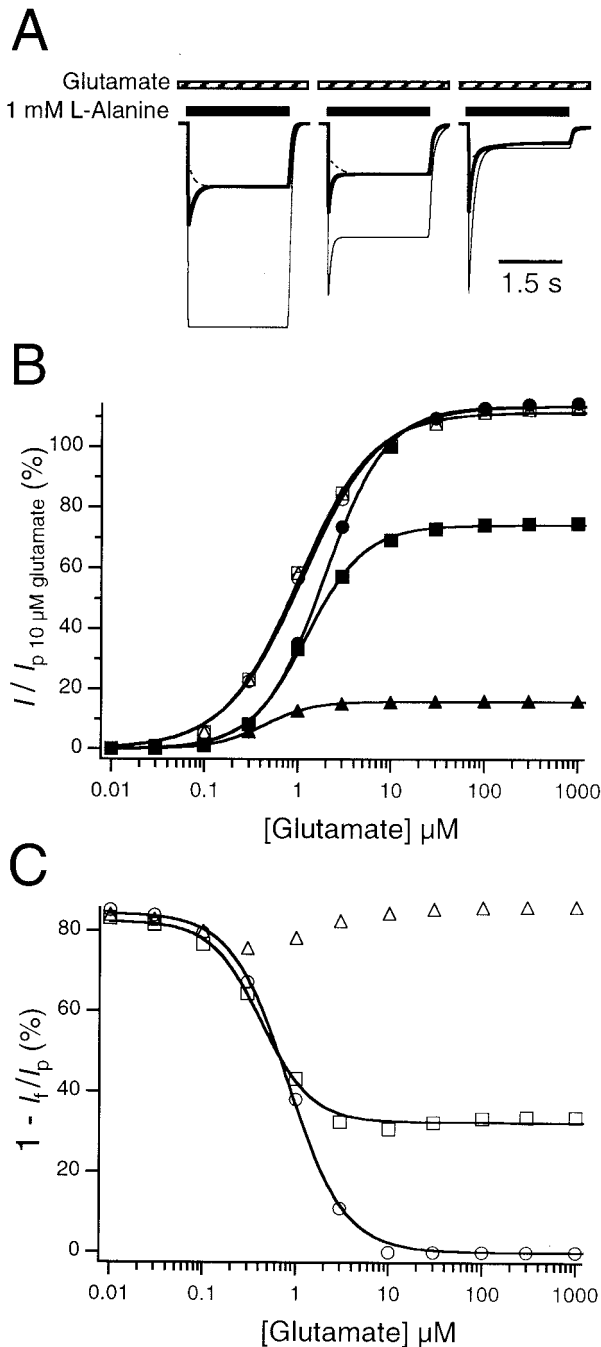 A
Glutamate
1 mM L-Alanine
1.5 s
B
I / Ip 10 µM glutamate (%)
100
80
60
40
20
0
0.01 0.1 1 10 100 1000
[Glutamate] µM
C
1 - If/Ip (%)
80
60
40
20
0
0.01 0.1 1 10 100 1000
[Glutamate] µM